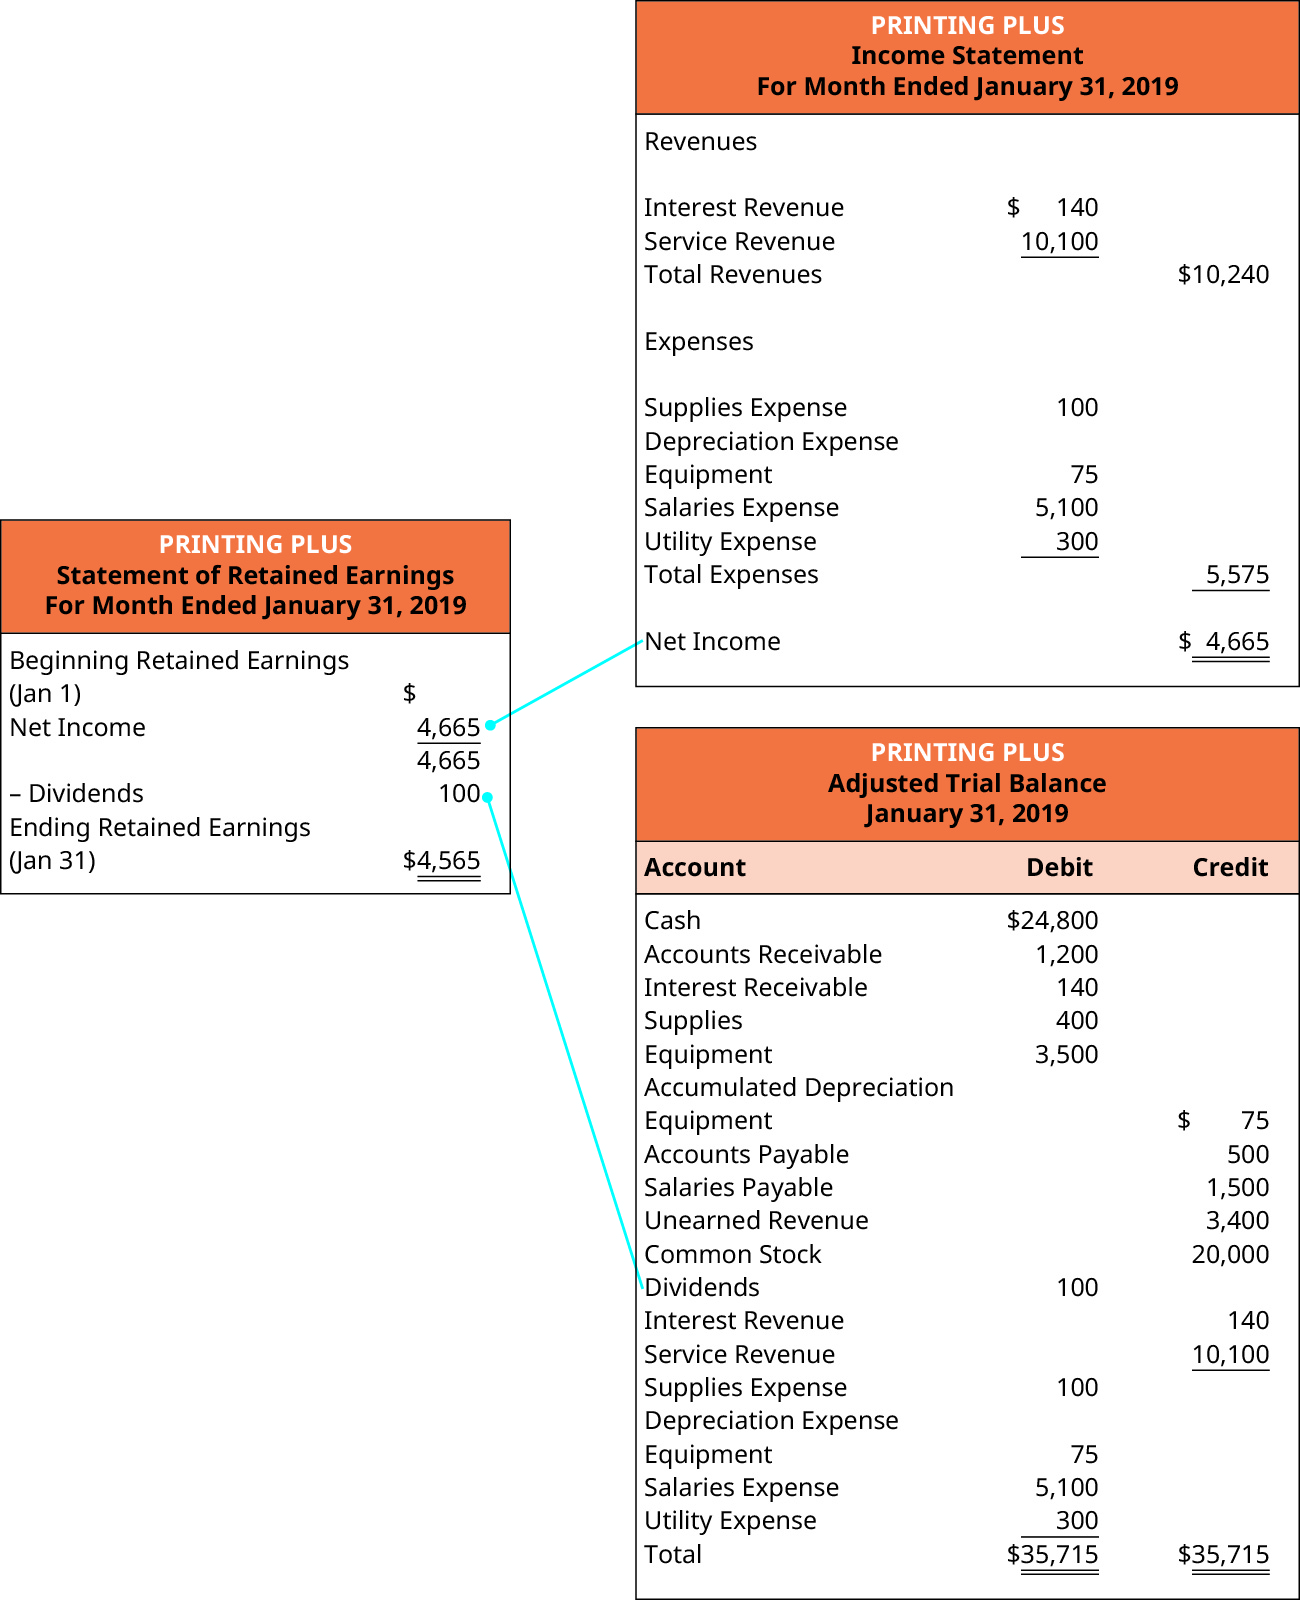 PRINTING PLUS
Income Statement
For Month Ended January 31, 2019
Revenues
Interest Revenue $ 140
Service Revenue 10,100
Total Revenues $10,240
Expenses
Supplies Expense 100
Depreciation Expense
Equipment 75
Salaries Expense 5,100
Utility Expense 300
Total Expenses 5,575
Net Income $ 4,665
PRINTING PLUS
Statement of Retained Earnings
For Month Ended January 31, 2019
Beginning Retained Earnings
(Jan 1) $
Net Income 4,665
4,665
– Dividends 100
Ending Retained Earnings
(Jan 31) $4,565
PRINTING PLUS
Adjusted Trial Balance
January 31, 2019
Account Debit Credit
Cash $24,800
Accounts Receivable 1,200
Interest Receivable 140
Supplies 400
Equipment 3,500
Accumulated Depreciation
Equipment $ 75
Accounts Payable 500
Salaries Payable 1,500
Unearned Revenue 3,400
Common Stock 20,000
Dividends 100
Interest Revenue 140
Service Revenue 10,100
Supplies Expense 100
Depreciation Expense
Equipment 75
Salaries Expense 5,100
Utility Expense 300
Total $35,715 $35,715